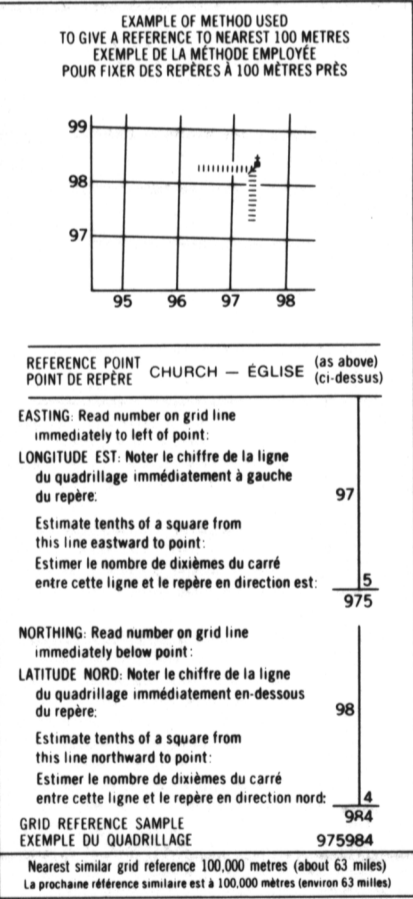 EXAMPLE OF METHOD USED
TO GIVE A REFERENCE TO NEAREST 100 METRES
EXEMPLE DE LA MÉTHODE EMPLOYÉE
POUR FIXER DES REPÈRES À 100 MÈTRES PRÈS
99
98
97
95 96 97 98
REFERENCE POINT
POINT DE REPÈRE
CHURCH — ÉGLISE
(as above)
(ci-dessus)
EASTING: Read number on grid line
immediately to left of point:
LONGITUDE EST: Noter le chiffre de la ligne
du quadrillage immédiatement à gauche
du repère: 97
Estimate tenths of a square from
this line eastward to point:
Estimer le nombre de dixièmes du carré
entre cette ligne et le repère en direction est: 5
975
NORTHING: Read number on grid line
immediately below point:
LATITUDE NORD: Noter le chiffre de la ligne
du quadrillage immédiatement en-dessous
du repère: 98
Estimate tenths of a square from
this line northward to point:
Estimer le nombre de dixièmes du carré
entre cette ligne et le repère en direction nord: 4
984
GRID REFERENCE SAMPLE
EXEMPLE DU QUADRILLAGE 975984
Nearest similar grid reference 100,000 metres (about 63 miles)
La prochaine référence similaire est à 100,000 mètres (environ 63 milles)